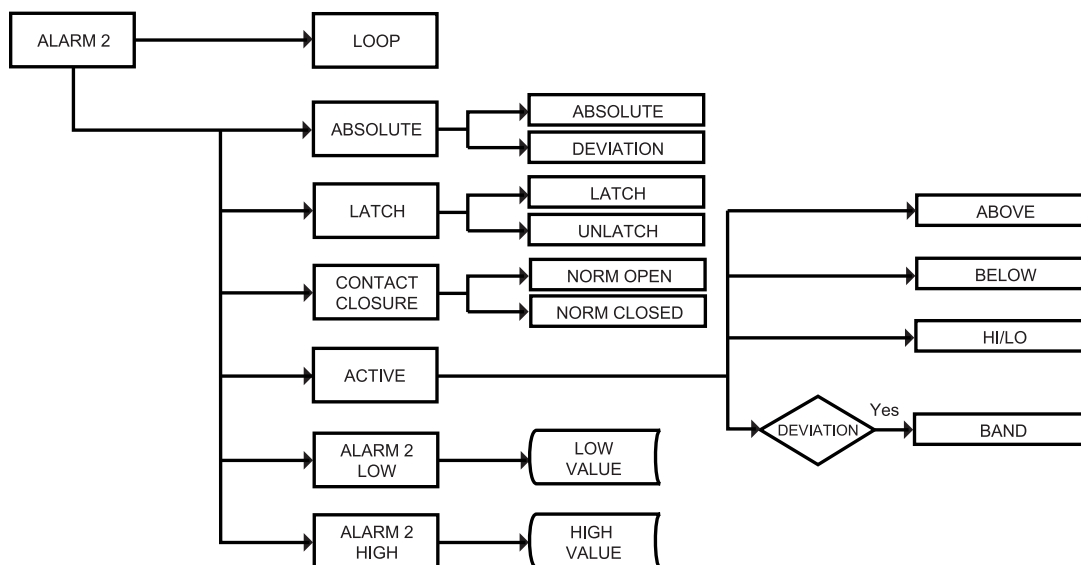 ALARM 2
LOOP
ABSOLUTE
ABSOLUTE
DEVIATION
LATCH
LATCH
UNLATCH
CONTACT
CLOSURE
NORM OPEN
NORM CLOSED
ACTIVE
ABOVE
BELOW
HI/LO
DEVIATION
Yes
BAND
ALARM 2
LOW
LOW
VALUE
ALARM 2
HIGH
HIGH
VALUE